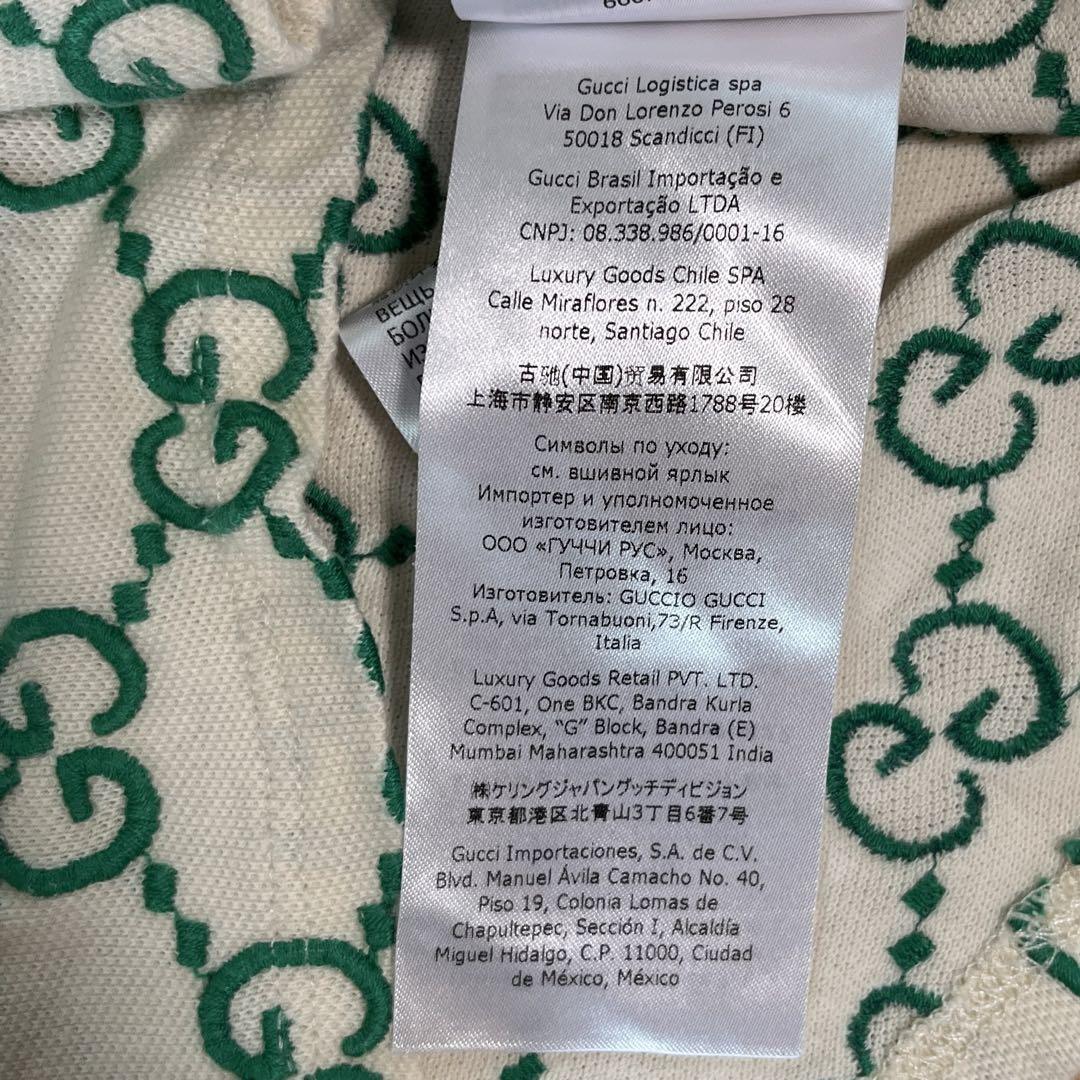 Gucci Logistica spa
Via Don Lorenzo Perosi 6
50018 Scandicci (FI)
Gucci Brasil Importação e
Exportação LTDA
CNPJ: 08.338.986/0001-16
Luxury Goods Chile SPA
Calle Miraflores n. 222, piso 28
norte, Santiago Chile
古驰(中国)贸易有限公司
上海市静安区南京西路1788号20楼
Символы по уходу:
см. вшивной ярлык
Импортер и уполномоченное
изготовителем лицо:
ООО «ГУЧЧИ РУС», Москва,
Петровка, 16
Изготовитель: GUCCIO GUCCI
S.p.A, via Tornabuoni,73/R Firenze,
Italia
Luxury Goods Retail PVT. LTD.
C-601, One BKC, Bandra Kurla
Complex, “G” Block, Bandra (E)
Mumbai Maharashtra 400051 India
㈱ケリングジャパングッチディビジョン
東京都港区北青山3丁目6番7号
Gucci Importaciones, S.A. de C.V.
Blvd. Manuel Ávila Camacho No. 40,
Piso 19, Colonia Lomas de
Chapultepec, Sección I, Alcaldía
Miguel Hidalgo, C.P. 11000, Ciudad
de México, México
ВЕЩЬ
БОЛ
ИЗ